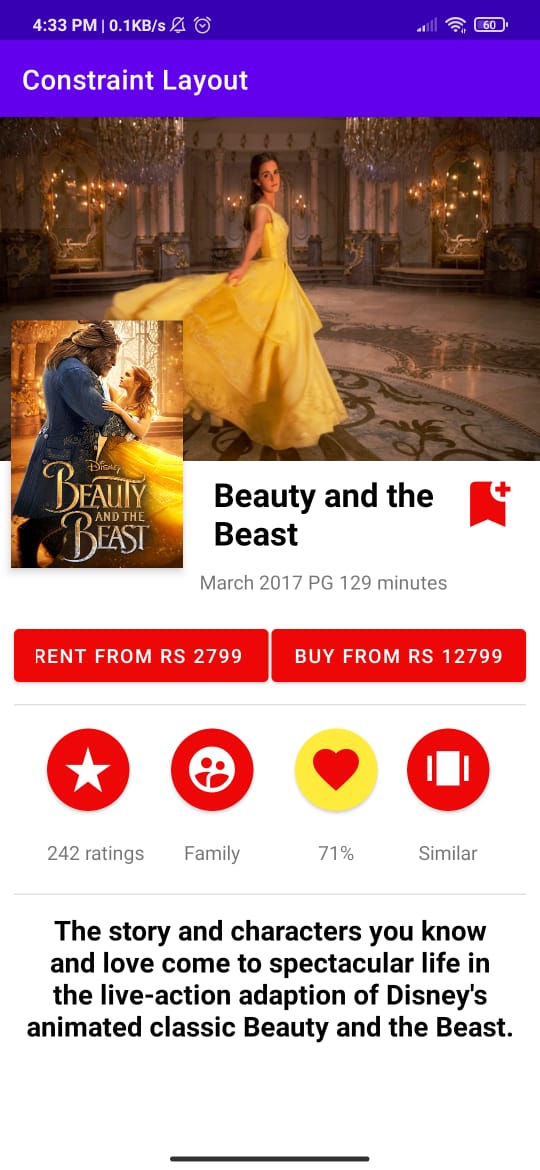 4:33 PM | 0.1KB/s
60
Constraint Layout
Disney
BEAUTY
AND THE
BEAST
Beauty and the
Beast
March 2017 PG 129 minutes
RENT FROM RS 2799
BUY FROM RS 12799
242 ratings
Family
71%
Similar
The story and characters you know
and love come to spectacular life in
the live-action adaption of Disney's
animated classic Beauty and the Beast.